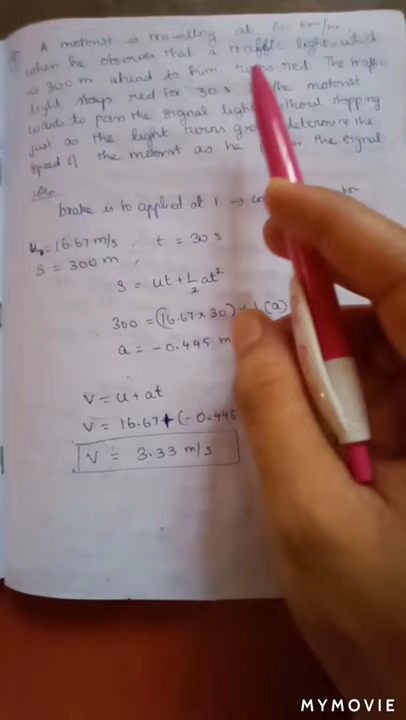 A motorist is travelling at km/hr,
when he observes that a traffic light which
is 300 m ahead to him turns red. The traffic
light stays red for 30 s the motorist
wants to pass the signal light without stopping
just as the light turns determine the
speed of the motorist as he the signal
brake is to applied at 1 →
u = 16.67 m/s , t = 30 s
S = 300 m ,
S = ut + 1/2 at²
300 = (16.67 × 30) + (a)
a = - 0.445 m
V = u + at
V = 16.67 + (- 0.445
V = 3.33 m/s
MYMOVIE